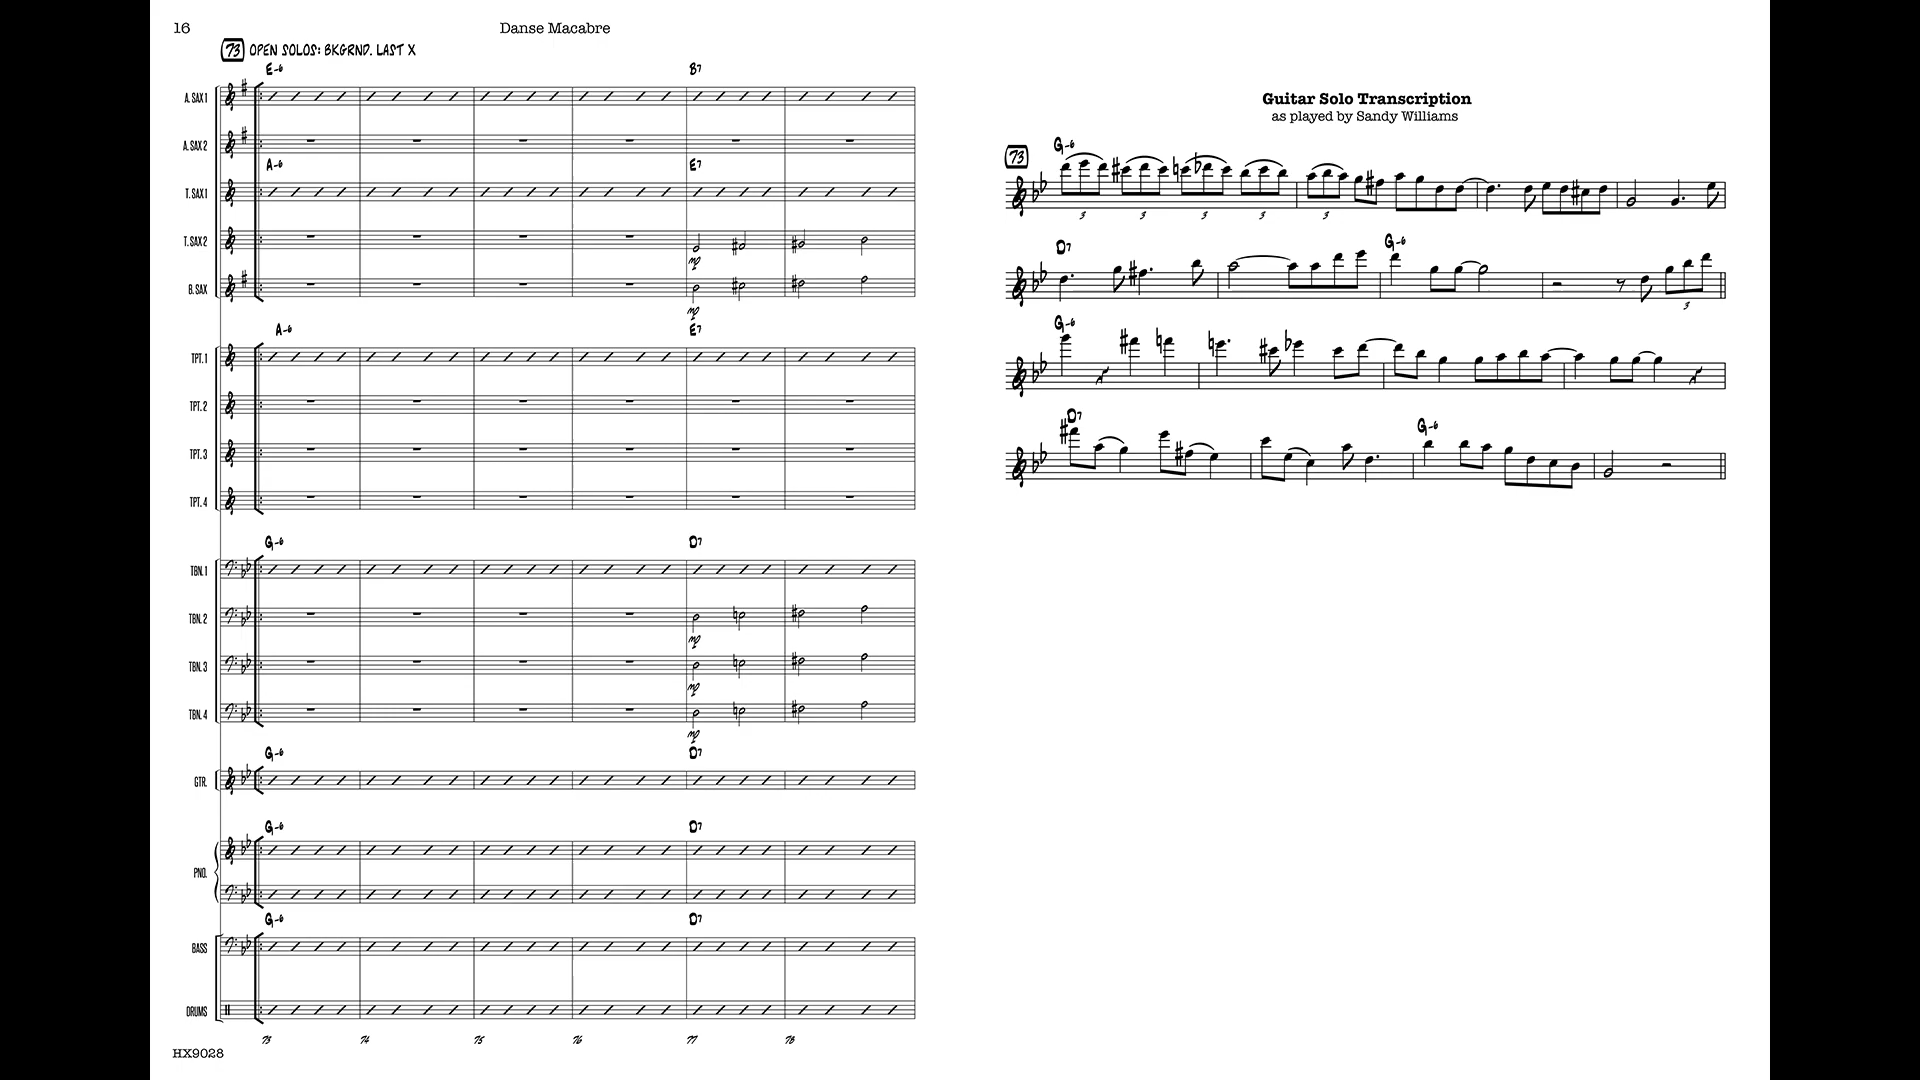 16
Danse Macabre
73 OPEN SOLOS: BKGRND. LAST X
E-6 B7
A. SAX 1
A. SAX 2
A-6 E7
T. SAX 1
T. SAX 2
mp
B. SAX
mp
A-6 E7
TPT. 1
TPT. 2
TPT. 3
TPT. 4
G-6 D7
TBN. 1
TBN. 2
mp
TBN. 3
mp
TBN. 4
mp
G-6 D7
GTR.
G-6 D7
PNO.
G-6 D7
BASS
DRUMS
73 74 75 76 77 78
HX9028
Guitar Solo Transcription
as played by Sandy Williams
73 G-6
3 3 3 3 3
D7 G-6
3
G-6
D7 G-6